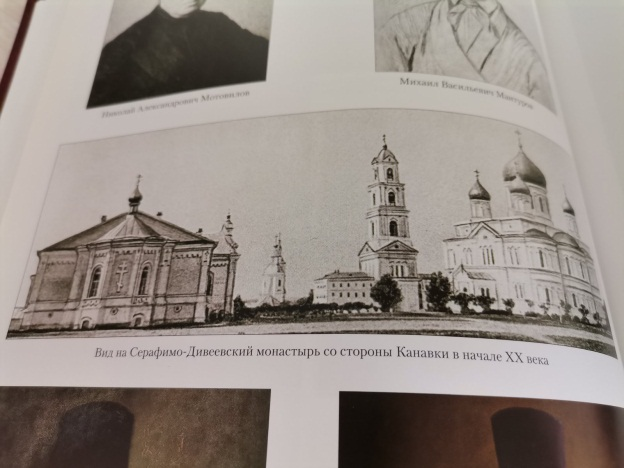 Николай Александрович Мотовилов
Михаил Васильевич Мантуров
Вид на Серафимо-Дивеевский монастырь со стороны Канавки в начале XX века